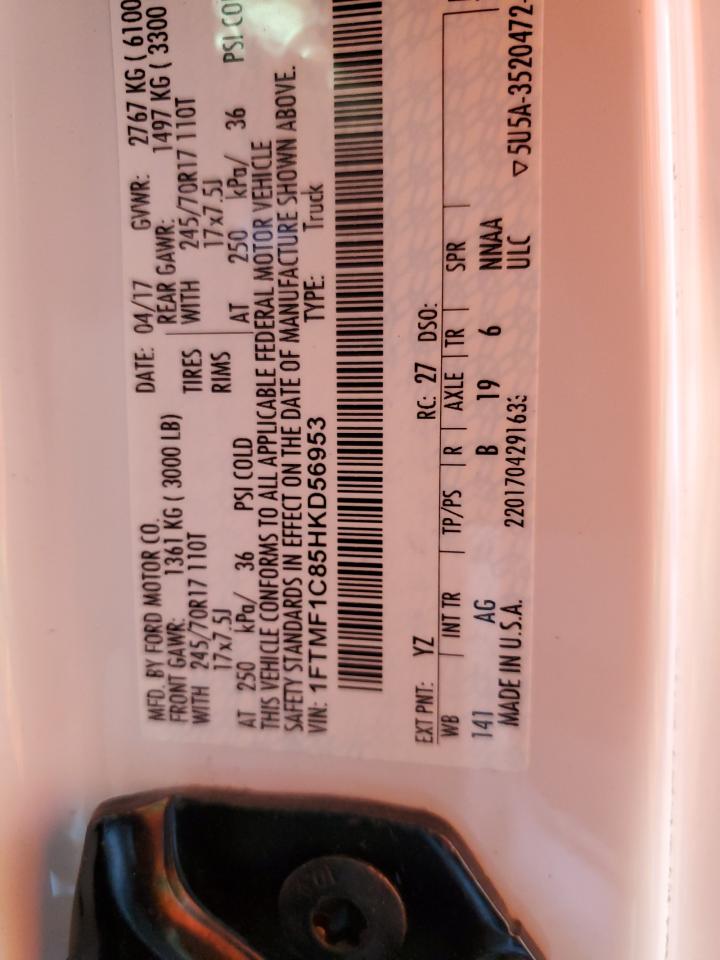 MFD. BY FORD MOTOR CO. DATE: 04/17 GVWR: 2767 KG ( 6100
FRONT GAWR: 1361 KG ( 3000 LB) REAR GAWR: 1497 KG ( 3300
WITH 245/70R17 110T TIRES WITH 245/70R17 110T
17x7.5J RIMS 17x7.5J
AT 250 kPa/ 36 PSI COLD AT 250 kPa/ 36 PSI CO
THIS VEHICLE CONFORMS TO ALL APPLICABLE FEDERAL MOTOR VEHICLE
SAFETY STANDARDS IN EFFECT ON THE DATE OF MANUFACTURE SHOWN ABOVE.
VIN: 1FTMF1C85HKD56953 TYPE: Truck
EXT PNT: YZ RC: 27 DSO:
WB INT TR TP/PS R AXLE TR SPR
141 AG B 19 6 NNAA
MADE IN U.S.A. 220170429163 ULC ▽5U5A-3520472-